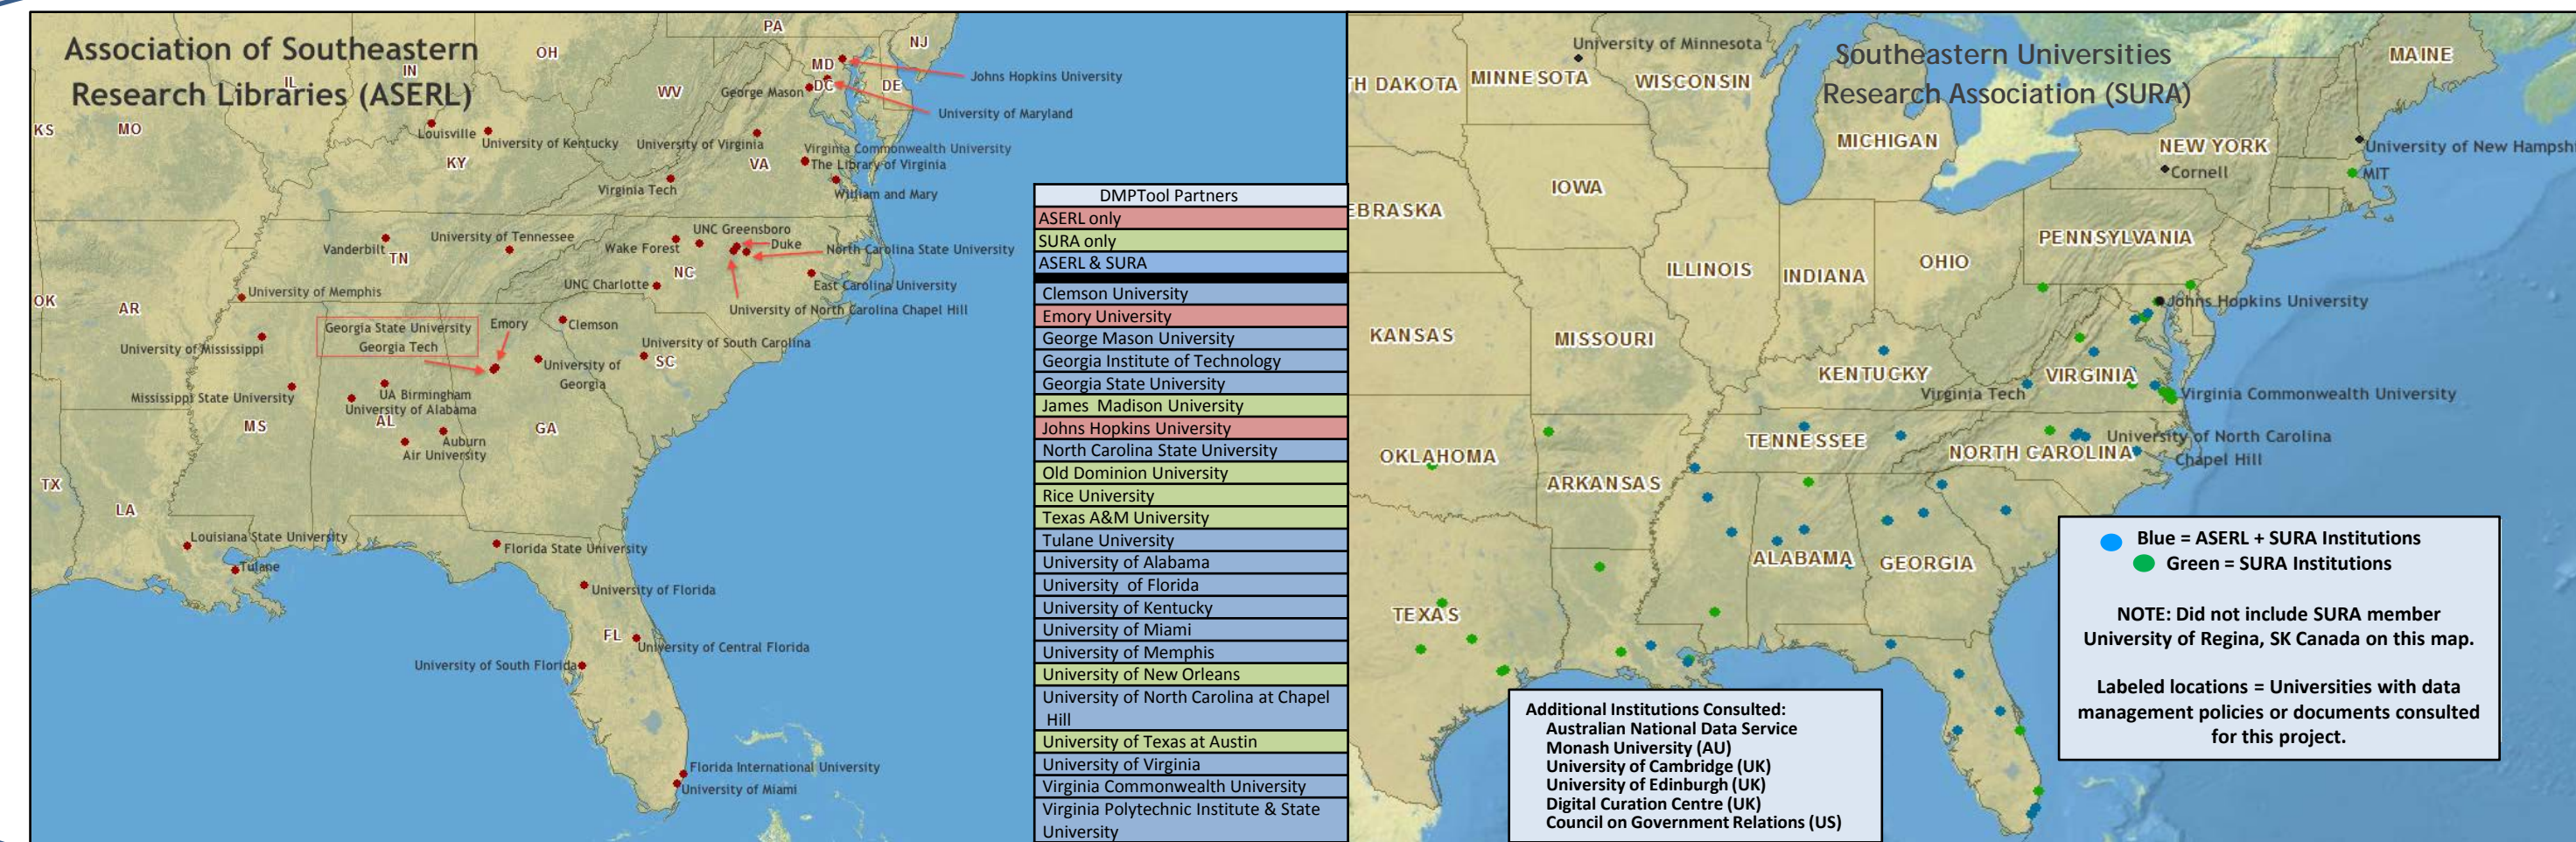 Association of Southeastern
Research Libraries (ASERL)
PA
OH
NJ
IN
IL
MD
Johns Hopkins University
WV
George Mason
DC
DE
University of Maryland
KS
MO
Louisville
University of Kentucky
University of Virginia
Virginia Commonwealth University
KY
VA
The Library of Virginia
Virginia Tech
William and Mary
UNC Greensboro
Vanderbilt
University of Tennessee
Wake Forest
Duke
North Carolina State University
TN
NC
UNC Charlotte
East Carolina University
University of Memphis
OK
AR
University of North Carolina Chapel Hill
Georgia State University
Georgia Tech
Emory
Clemson
University of Mississippi
University of South Carolina
SC
University of
Georgia
Mississippi State University
UA Birmingham
University of Alabama
MS
AL
GA
Auburn
Air University
TX
LA
Louisiana State University
Florida State University
Tulane
University of Florida
FL
University of Central Florida
University of South Florida
Florida International University
University of Miami
DMPTool Partners
ASERL only
SURA only
ASERL & SURA
Clemson University
Emory University
George Mason University
Georgia Institute of Technology
Georgia State University
James Madison University
Johns Hopkins University
North Carolina State University
Old Dominion University
Rice University
Texas A&M University
Tulane University
University of Alabama
University of Florida
University of Kentucky
University of Miami
University of Memphis
University of New Orleans
University of North Carolina at Chapel
Hill
University of Texas at Austin
University of Virginia
Virginia Commonwealth University
Virginia Polytechnic Institute & State
University
Southeastern Universities
Research Association (SURA)
University of Minnesota
MAINE
TH DAKOTA
MINNESOTA
WISCONSIN
MICHIGAN
NEW YORK
University of New Hampshi
Cornell
MIT
IOWA
EBRASKA
PENNSYLVANIA
ILLINOIS
INDIANA
OHIO
Johns Hopkins University
KANSAS
MISSOURI
KENTUCKY
VIRGINIA
Virginia Tech
Virginia Commonwealth University
TENNESSEE
NORTH CAROLINA
University of North Carolina
Chapel Hill
OKLAHOMA
ARKANSAS
ALABAMA
GEORGIA
TEXAS
Blue = ASERL + SURA Institutions
Green = SURA Institutions
NOTE: Did not include SURA member
University of Regina, SK Canada on this map.
Labeled locations = Universities with data
management policies or documents consulted
for this project.
Additional Institutions Consulted:
Australian National Data Service
Monash University (AU)
University of Cambridge (UK)
University of Edinburgh (UK)
Digital Curation Centre (UK)
Council on Government Relations (US)